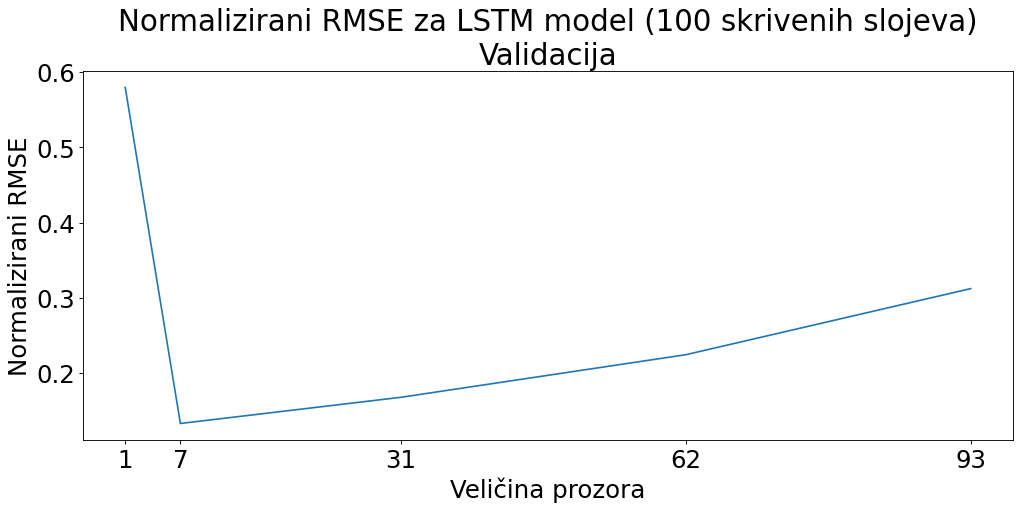 Normalizirani RMSE za LSTM model (100 skrivenih slojeva)
Validacija
Normalizirani RMSE
0.6
0.5
0.4
0.3
0.2
1 7 31 62 93
Veličina prozora